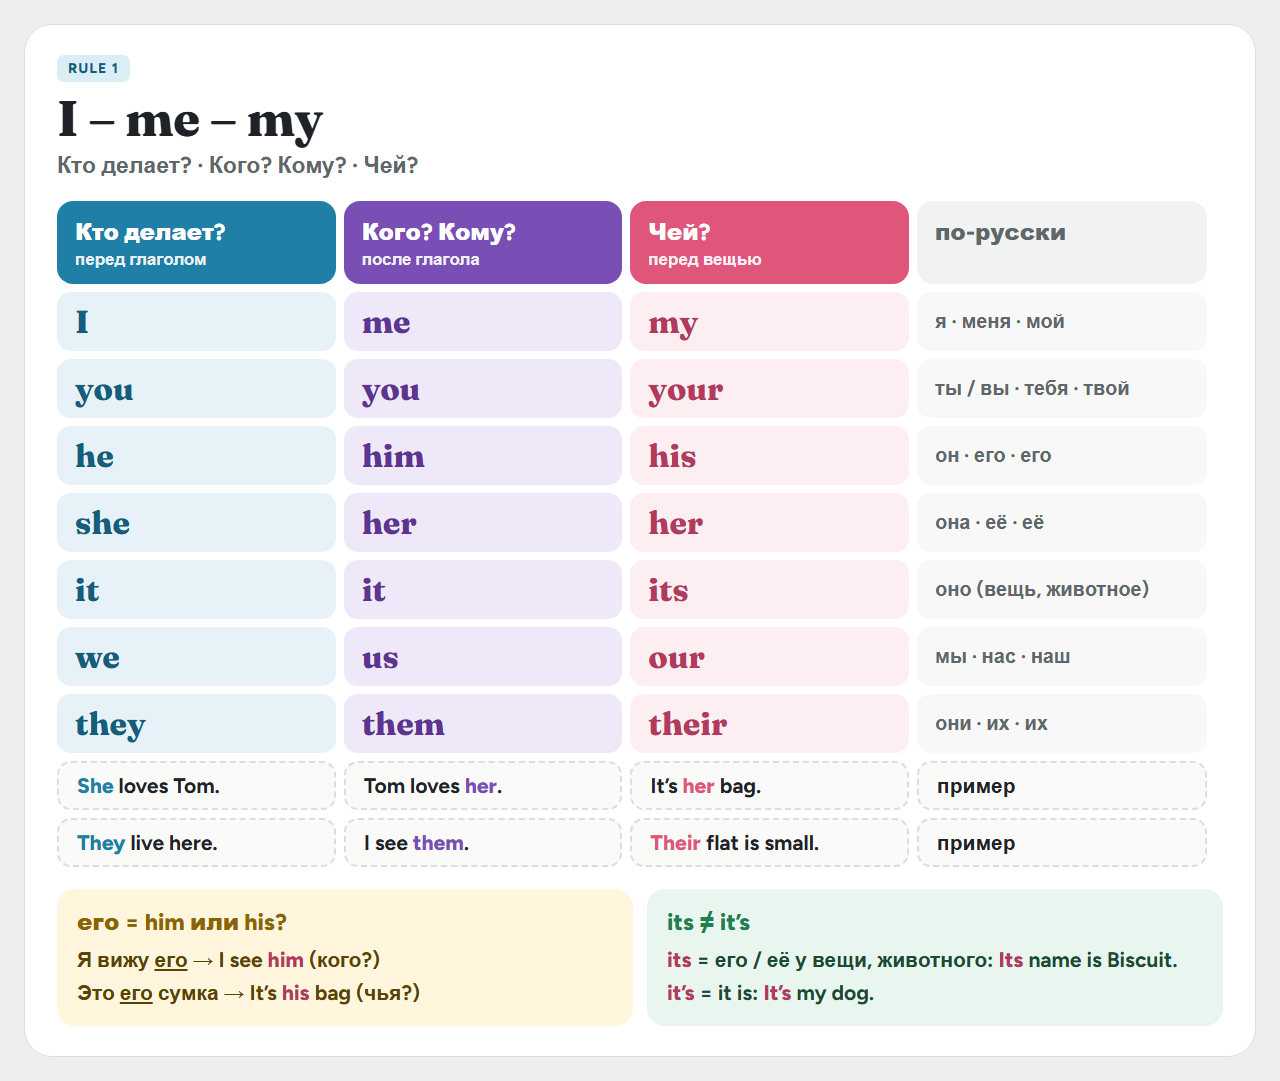 RULE 1
I – me – my
Кто делает? · Кого? Кому? · Чей?
Кто делает? Кого? Кому? Чей? по-русски
перед глаголом после глагола перед вещью
I me my я · меня · мой
you you your ты / вы · тебя · твой
he him his он · его · его
she her her она · её · её
it it its оно (вещь, животное)
we us our мы · нас · наш
they them their они · их · их
She loves Tom. Tom loves her. It’s her bag. пример
They live here. I see them. Their flat is small. пример
его = him или his?
Я вижу его → I see him (кого?)
Это его сумка → It’s his bag (чья?)
its ≠ it’s
its = его / её у вещи, животного: Its name is Biscuit.
it’s = it is: It’s my dog.